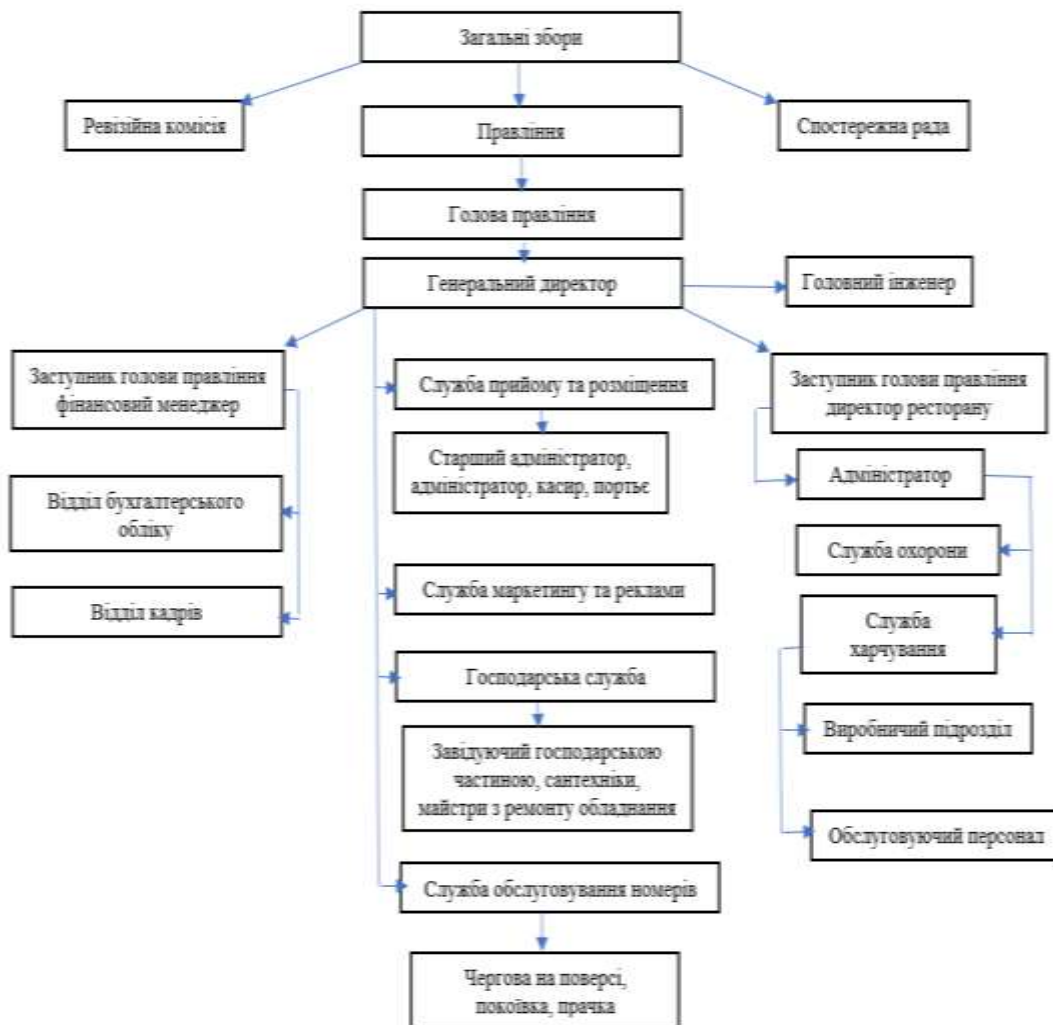 Загальні збори
Ревізійна комісія
Правління
Спостережна рада
Голова правління
Генеральний директор
Головний інженер
Заступник голови правління
фінансовий менеджер
Служба прийому та розміщення
Заступник голови правління
директор ресторану
Старший адміністратор,
адміністратор, касир, портьє
Адміністратор
Відділ бухгалтерського
обліку
Служба охорони
Служба маркетингу та реклами
Відділ кадрів
Служба
харчування
Господарська служба
Завідуючий господарською
частиною, сантехніки,
майстри з ремонту обладнання
Виробничий підрозділ
Обслуговуючий персонал
Служба обслуговування номерів
Чергова на поверсі,
покоївка, прачка